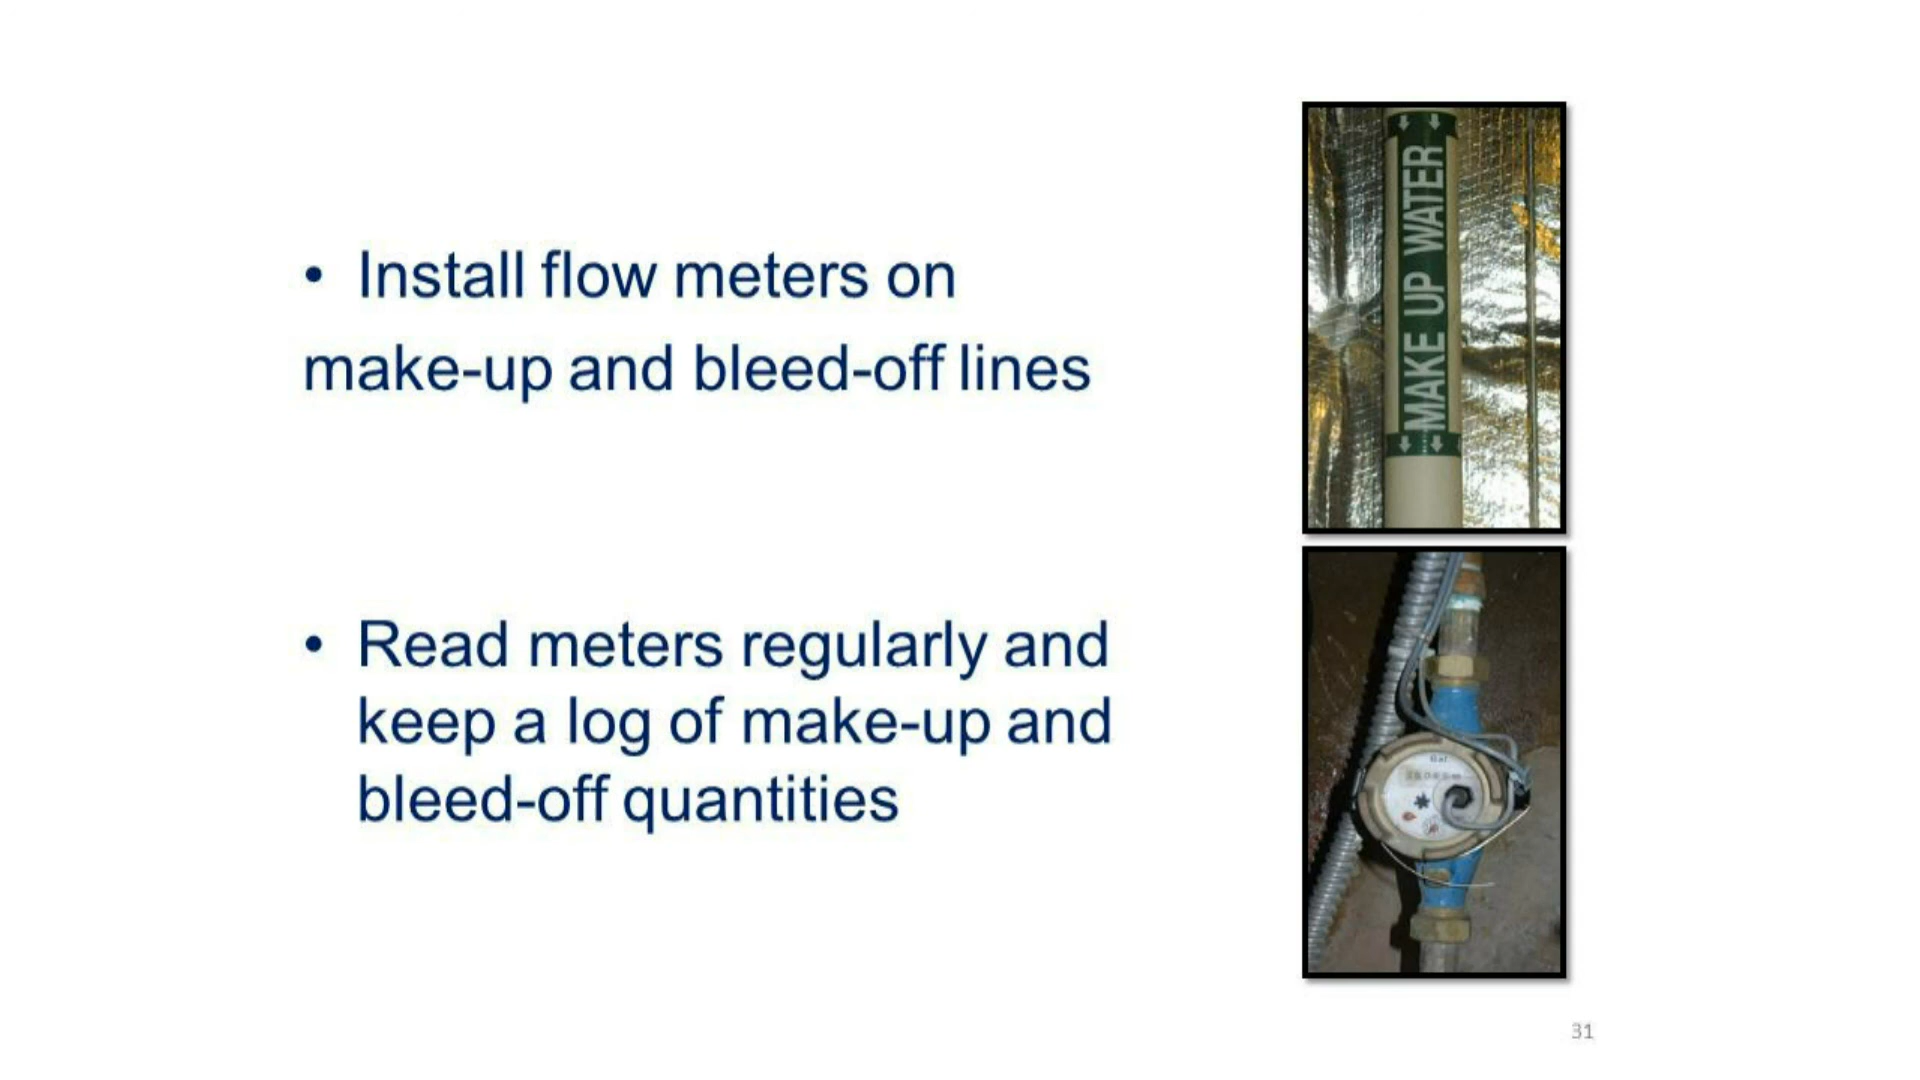 • Install flow meters on
make-up and bleed-off lines
• Read meters regularly and
keep a log of make-up and
bleed-off quantities
MAKE UP WATER
Gal
31